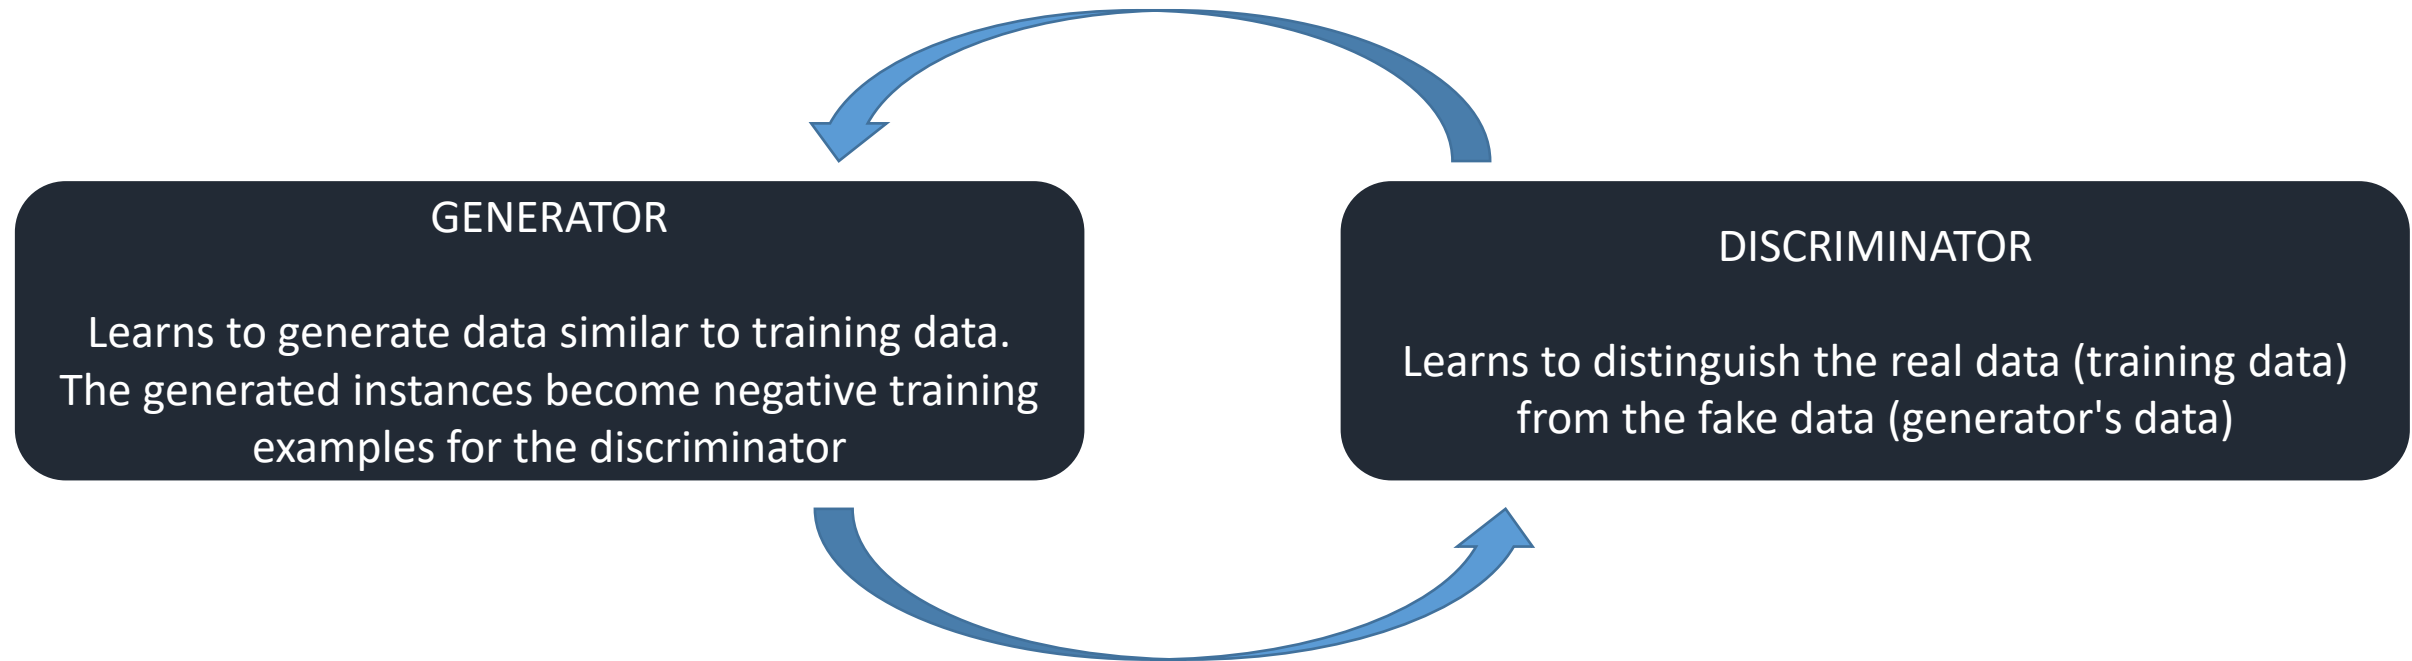 GENERATOR
Learns to generate data similar to training data.
The generated instances become negative training
examples for the discriminator
DISCRIMINATOR
Learns to distinguish the real data (training data)
from the fake data (generator's data)